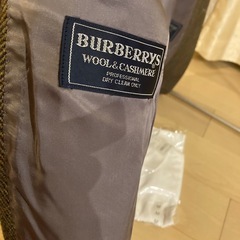 BURBERRYS
WOOL & CASHMERE
PROFESSIONAL
DRY CLEAN ONLY